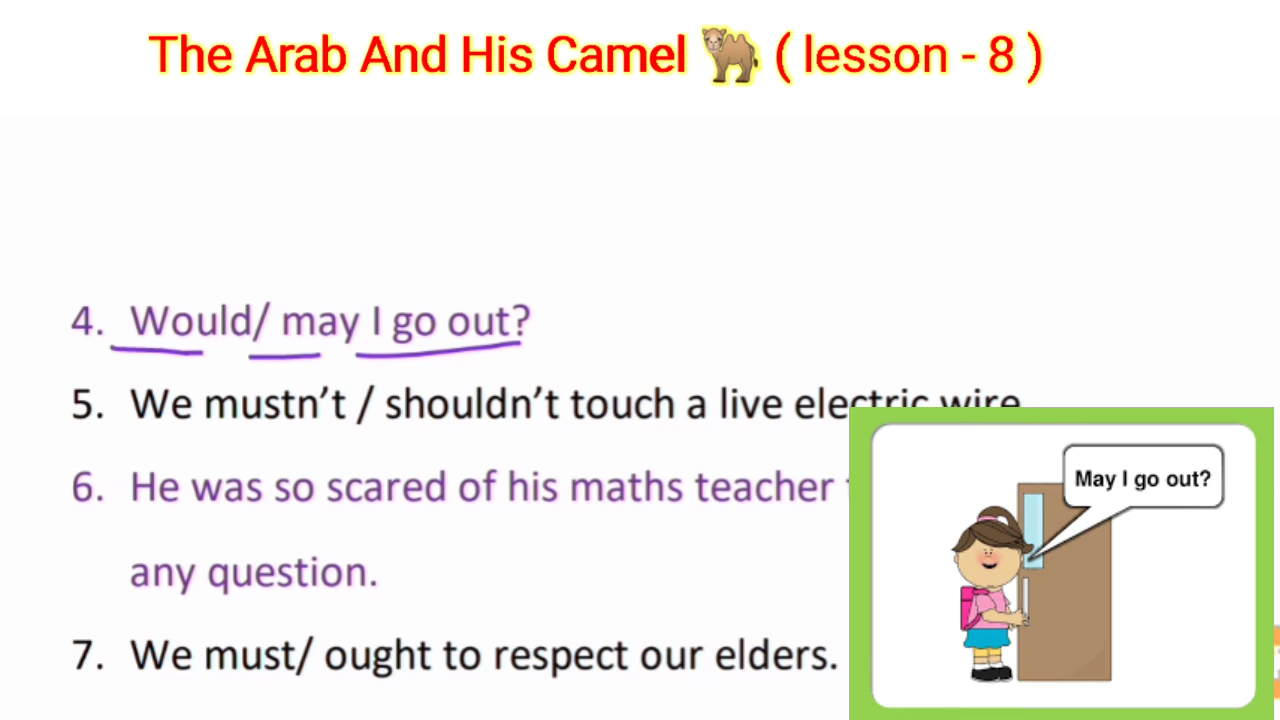 The Arab And His Camel 🐫 ( lesson - 8 )
4. Would/ may I go out?
5. We mustn’t / shouldn’t touch a live electric wire
6. He was so scared of his maths teacher
May I go out?
any question.
7. We must/ ought to respect our elders.